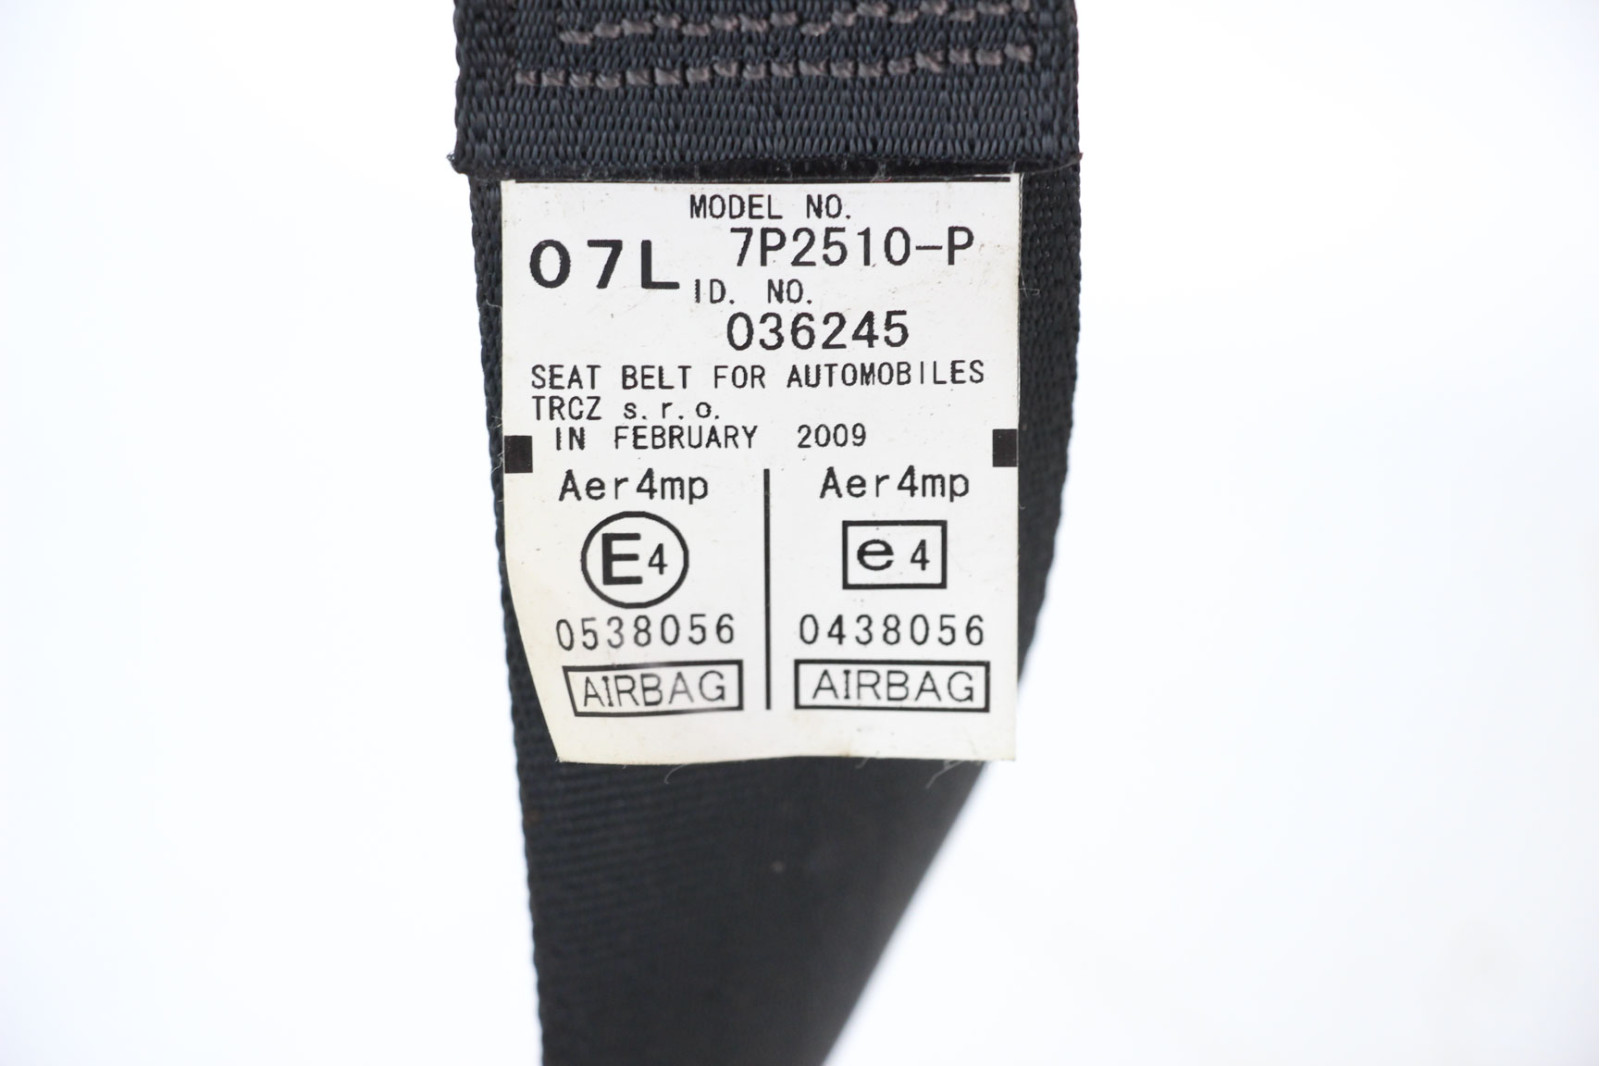 MODEL NO.
07L 7P2510-P
ID. NO.
036245
SEAT BELT FOR AUTOMOBILES
TRCZ s.r.o.
IN FEBRUARY 2009
Aer4mp Aer4mp
E4 e4
0538056 0438056
AIRBAG AIRBAG